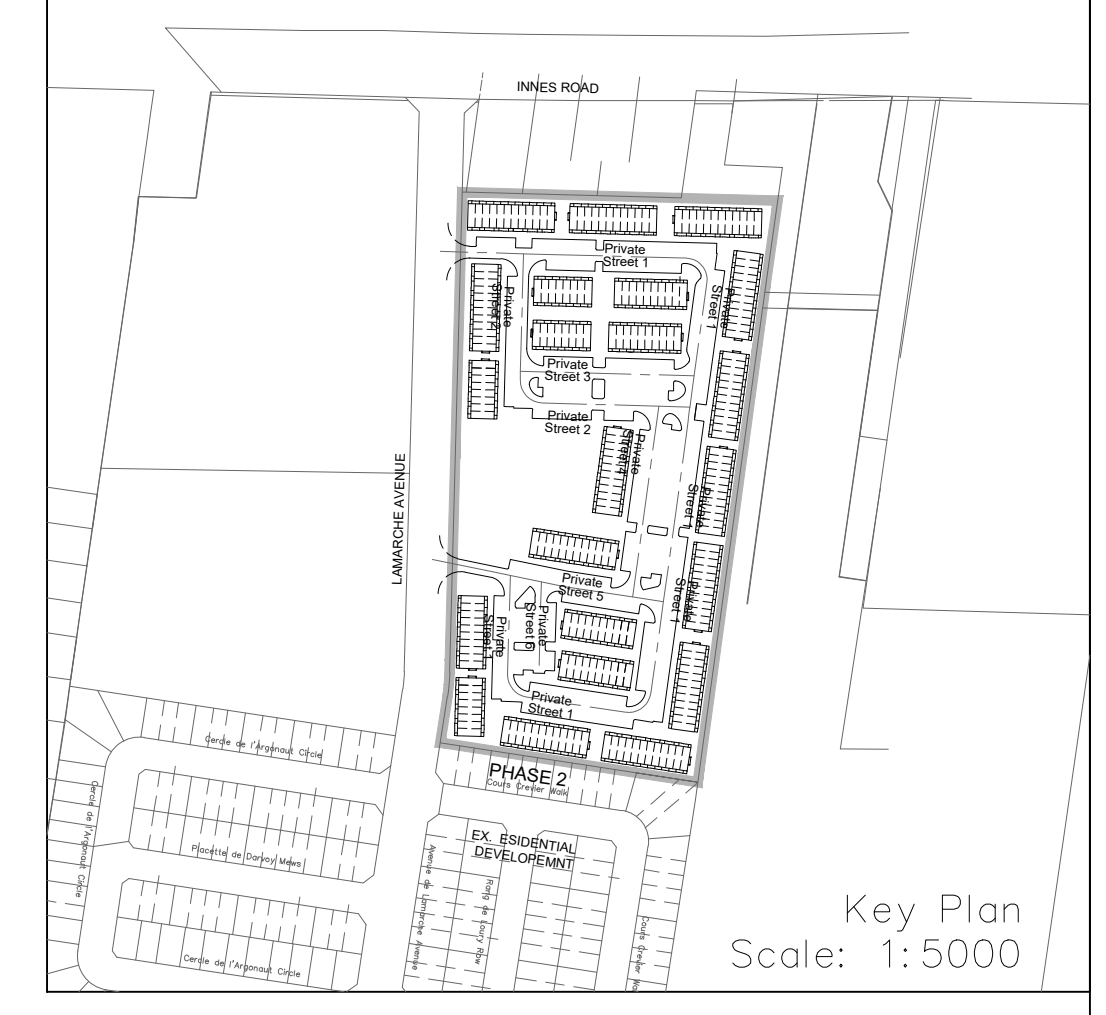 INNES ROAD
Private
Street 1
Private
Street 2
Private
Street 1
Private
Street 3
Private
Street 2
LAMARCHE AVENUE
Private
Street 4
Private
Street 1
Private
Street 5
Private
Street 1
Private
Street 6
Private
Street 1
Private
Street 1
Cercle de l'Argonaut Circle
PHASE 2
Cours Crevier Walk
Cercle de l'Argonaut Circle
EX. ESIDENTIAL
DEVELOPEMNT
Placette de Darvoy Mews
Avenue de Lamarche Avenue
Rang de Loury Row
Cours Crevier Wa
Cercle de l'Argonaut Circle
Key Plan
Scale: 1:5000